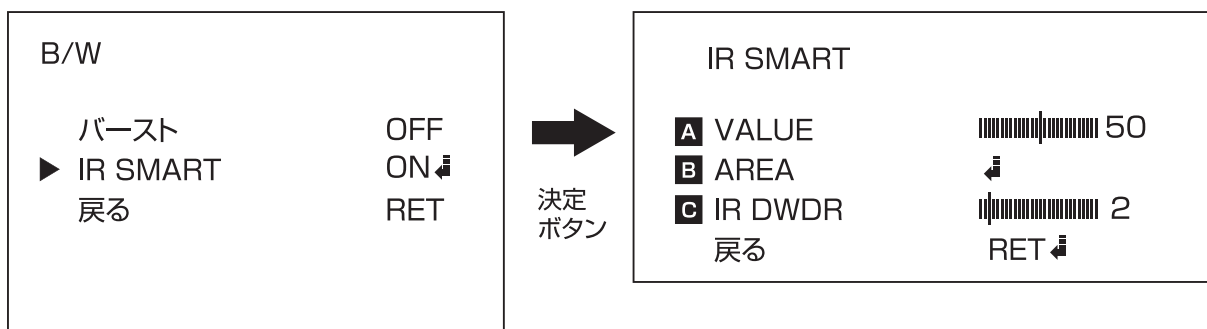 B/W
バースト OFF
▶ IR SMART ON
戻る RET
決定
ボタン
IR SMART
A VALUE 50
B AREA
C IR DWDR 2
戻る RET